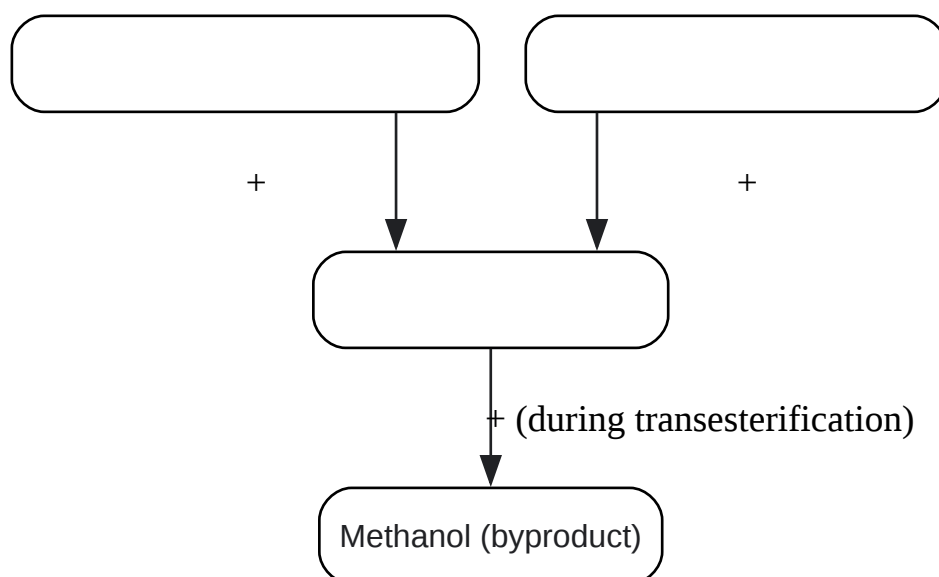 +
+
+ (during transesterification)
Methanol (byproduct)